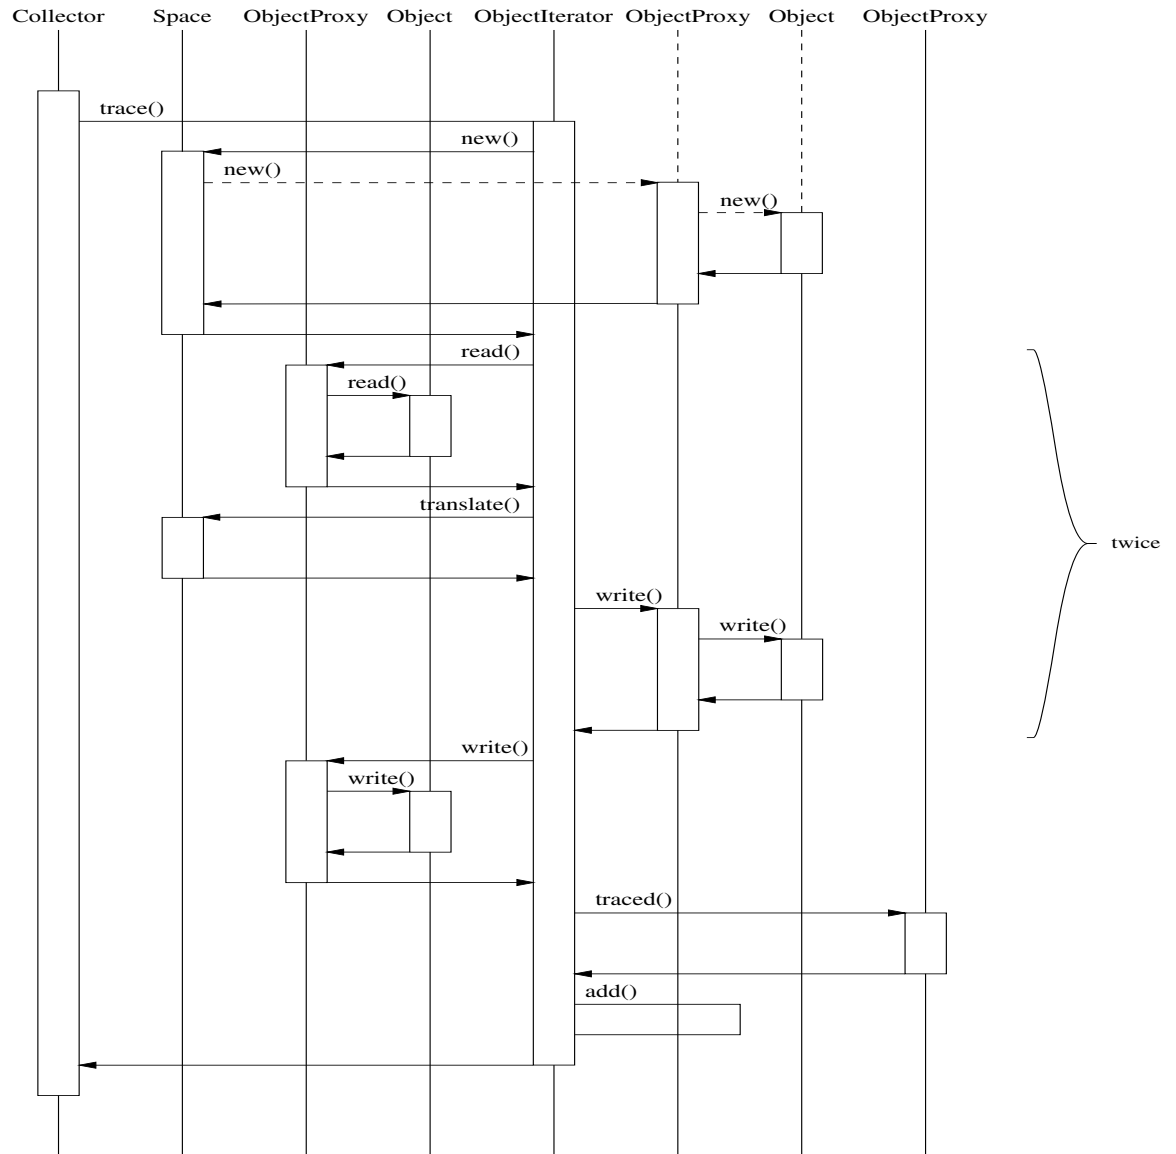 Collector Space ObjectProxy Object ObjectIterator ObjectProxy Object ObjectProxy
trace()
new()
new()
new()
read()
read()
translate()
twice
write()
write()
write()
write()
traced()
add()